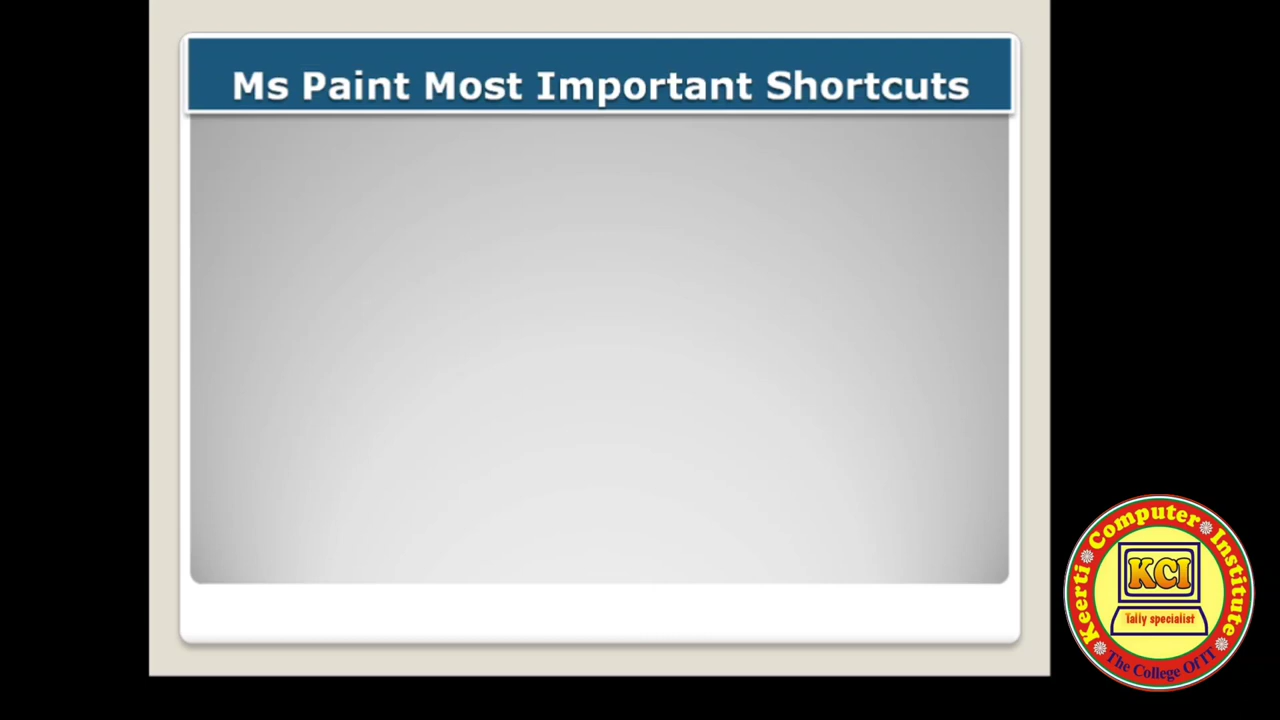 Ms Paint Most Important Shortcuts
Keerti Computer Institute
KCI
Tally specialist
The College Of IT